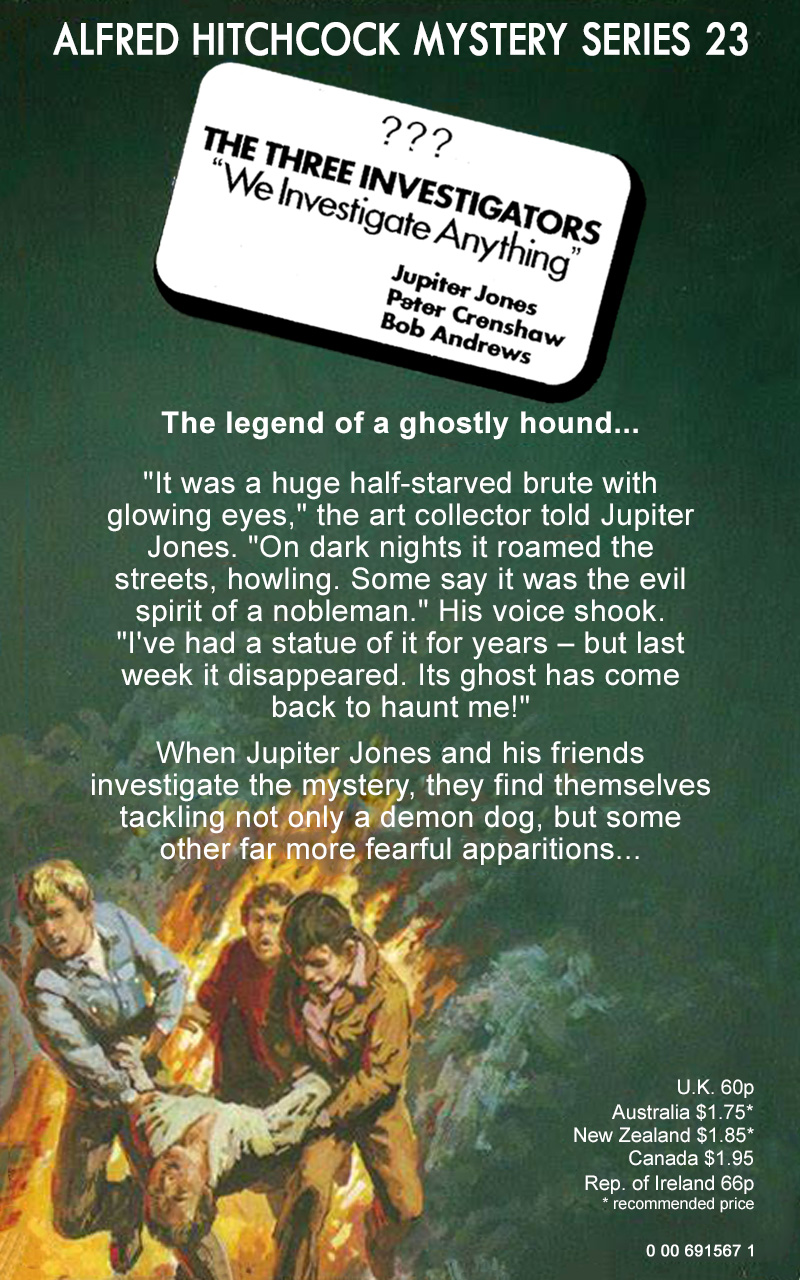 ALFRED HITCHCOCK MYSTERY SERIES 23
???
THE THREE INVESTIGATORS
“We Investigate Anything”
Jupiter Jones
Peter Crenshaw
Bob Andrews
The legend of a ghostly hound...
"It was a huge half-starved brute with
glowing eyes," the art collector told Jupiter
Jones. "On dark nights it roamed the
streets, howling. Some say it was the evil
spirit of a nobleman." His voice shook.
"I've had a statue of it for years – but last
week it disappeared. Its ghost has come
back to haunt me!"
When Jupiter Jones and his friends
investigate the mystery, they find themselves
tackling not only a demon dog, but some
other far more fearful apparitions...
U.K. 60p
Australia $1.75*
New Zealand $1.85*
Canada $1.95
Rep. of Ireland 66p
* recommended price
0 00 691567 1